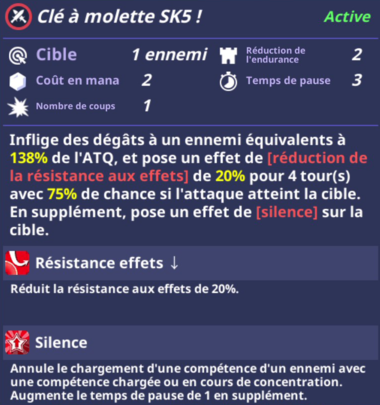 Clé à molette SK5 ! Active
Cible 1 ennemi Réduction de l'endurance 2
Coût en mana 2 Temps de pause 3
Nombre de coups 1
Inflige des dégâts à un ennemi équivalents à
138% de l'ATQ, et pose un effet de [réduction de
la résistance aux effets] de 20% pour 4 tour(s)
avec 75% de chance si l'attaque atteint la cible.
En supplément, pose un effet de [silence] sur la
cible.
Résistance effets ↓
Réduit la résistance aux effets de 20%.
Silence
Annule le chargement d'une compétence d'un ennemi avec
une compétence chargée ou en cours de concentration.
Augmente le temps de pause de 1 en supplément.